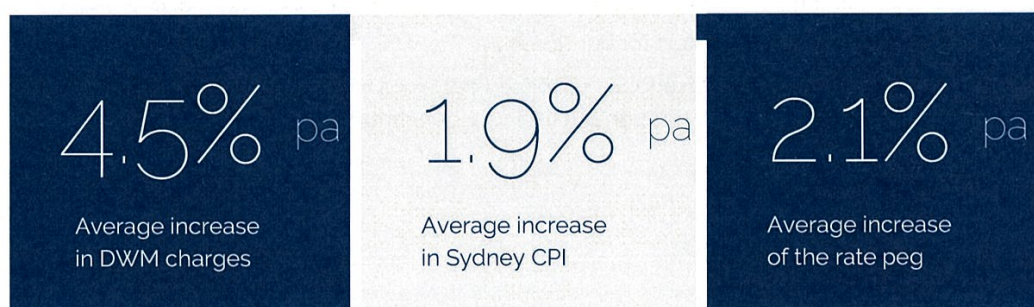 4.5% pa
Average increase
in DWM charges
1.9% pa
Average increase
in Sydney CPI
2.1% pa
Average increase
of the rate peg